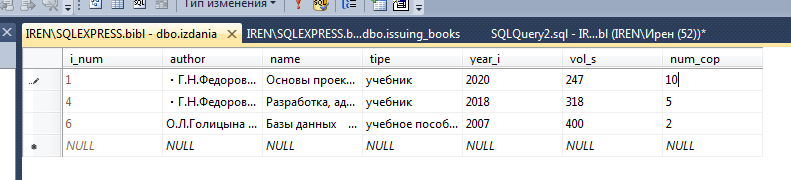 Тип изменения
IREN\SQLEXPRESS.bibl - dbo.izdania IREN\SQLEXPRESS.b...dbo.issuing_books SQLQuery2.sql - IR...bl (IREN\Ирен (52))*
i_num author name tipe year_i vol_s num_cop
1 · Г.Н.Федоров... Основы проек... учебник 2020 247 10
4 · Г.Н.Федоров... Разработка, ад... учебник 2018 318 5
6 О.Л.Голицына ... Базы данных ... учебное пособ... 2007 400 2
NULL NULL NULL NULL NULL NULL NULL